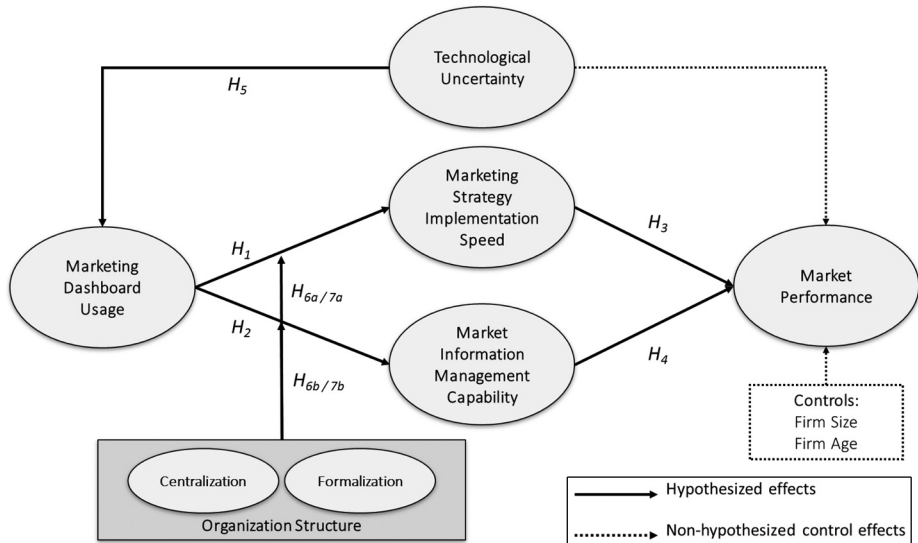 Technological
Uncertainty
H5
Marketing
Strategy
Implementation
Speed
H1
H3
Marketing
Dashboard
Usage
Market
Performance
H6a / 7a
H2
Market
Information
Management
Capability
H4
H6b / 7b
Controls:
Firm Size
Firm Age
Centralization
Formalization
Organization Structure
Hypothesized effects
Non-hypothesized control effects